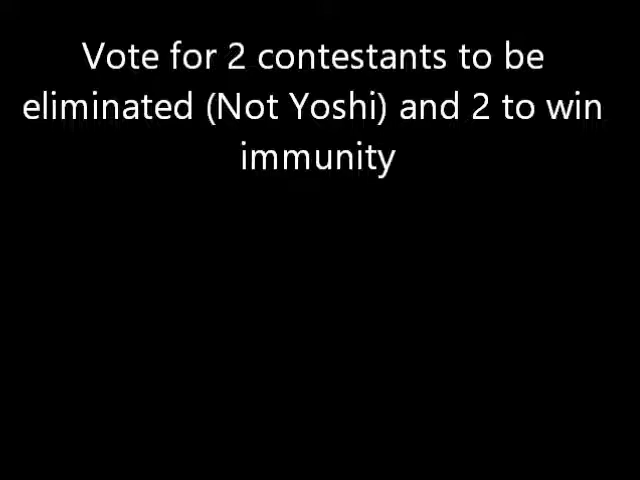 Vote for 2 contestants to be
eliminated (Not Yoshi) and 2 to win
immunity